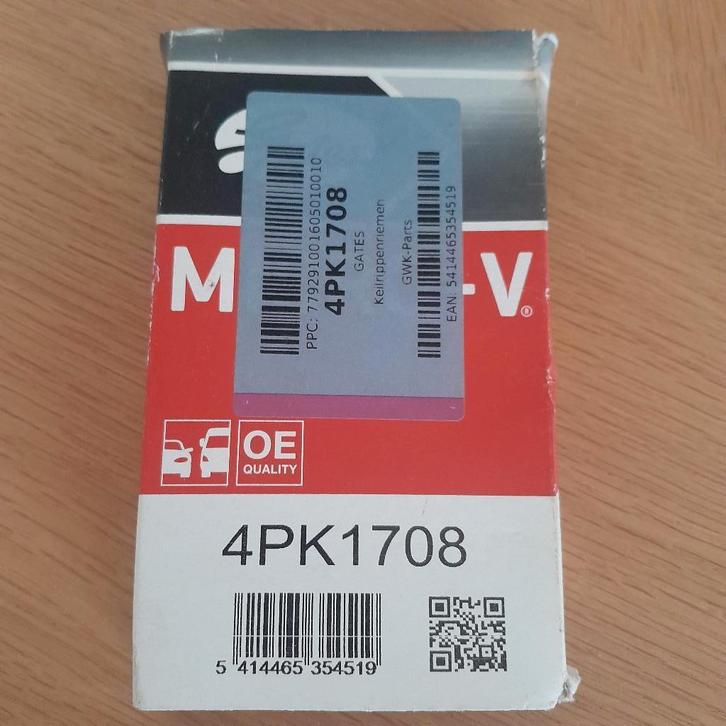 PPC: 7792910016050100​10
4PK1708
GATES
Keilrippenriemen
GWK-Parts
EAN: 5414465354519
M
-V®
OE
QUALITY
4PK1708
5 414465 354519